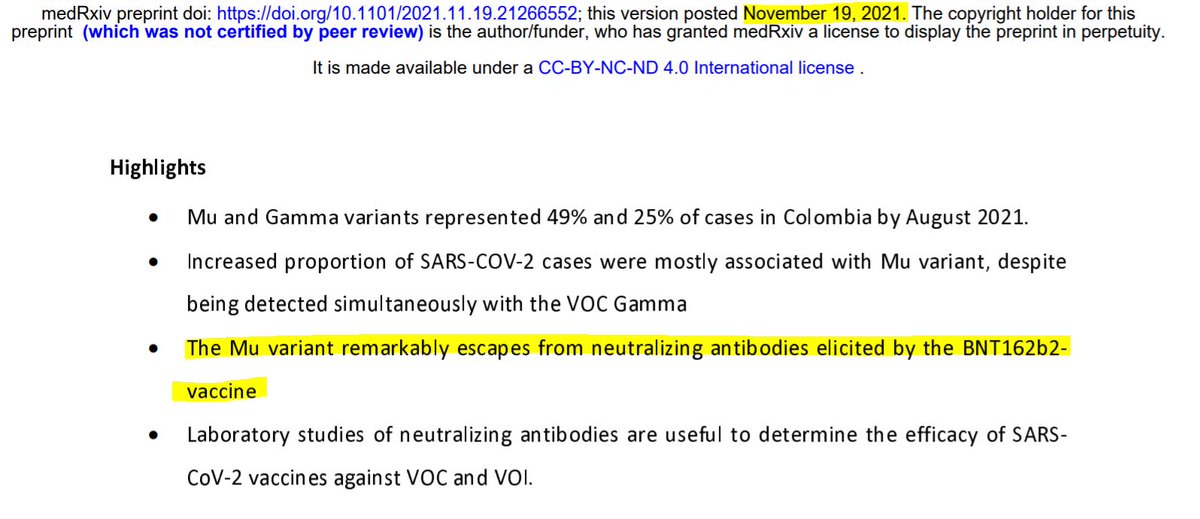 medRxiv preprint doi: https://doi.org/10.1101/2021.11.19.21266552; this version posted November 19, 2021. The copyright holder for this
preprint (which was not certified by peer review) is the author/funder, who has granted medRxiv a license to display the preprint in perpetuity.
It is made available under a CC-BY-NC-ND 4.0 International license .
Highlights
• Mu and Gamma variants represented 49% and 25% of cases in Colombia by August 2021.
• Increased proportion of SARS-COV-2 cases were mostly associated with Mu variant, despite
being detected simultaneously with the VOC Gamma
• The Mu variant remarkably escapes from neutralizing antibodies elicited by the BNT162b2-
vaccine
• Laboratory studies of neutralizing antibodies are useful to determine the efficacy of SARS-
CoV-2 vaccines against VOC and VOI.